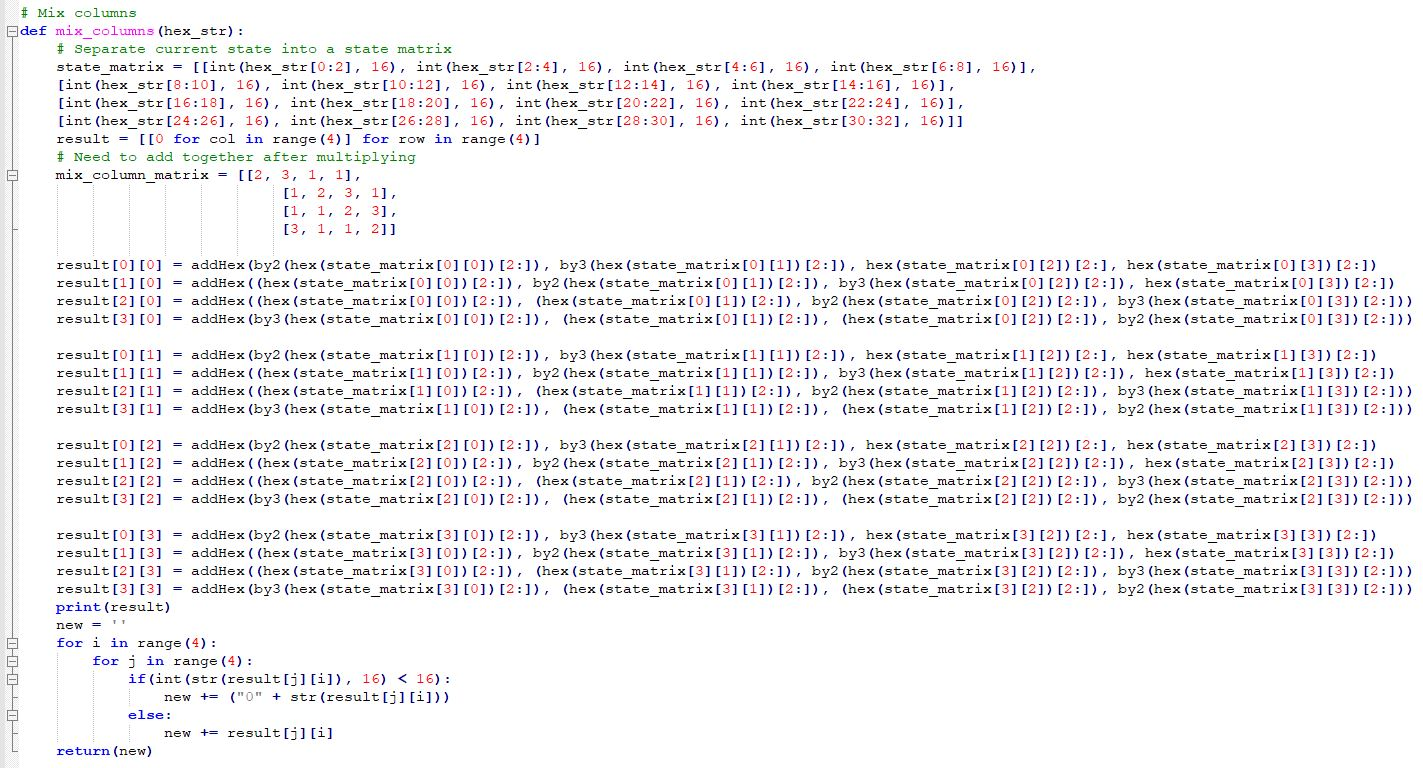 # Mix columns
def mix_columns(hex_str):
    # Separate current state into a state matrix
    state_matrix = [[int(hex_str[0:2], 16), int(hex_str[2:4], 16), int(hex_str[4:6], 16), int(hex_str[6:8], 16)],
    [int(hex_str[8:10], 16), int(hex_str[10:12], 16), int(hex_str[12:14], 16), int(hex_str[14:16], 16)],
    [int(hex_str[16:18], 16), int(hex_str[18:20], 16), int(hex_str[20:22], 16), int(hex_str[22:24], 16)],
    [int(hex_str[24:26], 16), int(hex_str[26:28], 16), int(hex_str[28:30], 16), int(hex_str[30:32], 16)]]
    result = [[0 for col in range(4)] for row in range(4)]
    # Need to add together after multiplying
    mix_column_matrix = [[2, 3, 1, 1],
                         [1, 2, 3, 1],
                         [1, 1, 2, 3],
                         [3, 1, 1, 2]]

    result[0][0] = addHex(by2(hex(state_matrix[0][0])[2:]), by3(hex(state_matrix[0][1])[2:]), hex(state_matrix[0][2])[2:], hex(state_matrix[0][3])[2:])
    result[1][0] = addHex((hex(state_matrix[0][0])[2:]), by2(hex(state_matrix[0][1])[2:]), by3(hex(state_matrix[0][2])[2:]), hex(state_matrix[0][3])[2:])
    result[2][0] = addHex((hex(state_matrix[0][0])[2:]), (hex(state_matrix[0][1])[2:]), by2(hex(state_matrix[0][2])[2:]), by3(hex(state_matrix[0][3])[2:]))
    result[3][0] = addHex(by3(hex(state_matrix[0][0])[2:]), (hex(state_matrix[0][1])[2:]), (hex(state_matrix[0][2])[2:]), by2(hex(state_matrix[0][3])[2:]))

    result[0][1] = addHex(by2(hex(state_matrix[1][0])[2:]), by3(hex(state_matrix[1][1])[2:]), hex(state_matrix[1][2])[2:], hex(state_matrix[1][3])[2:])
    result[1][1] = addHex((hex(state_matrix[1][0])[2:]), by2(hex(state_matrix[1][1])[2:]), by3(hex(state_matrix[1][2])[2:]), hex(state_matrix[1][3])[2:])
    result[2][1] = addHex((hex(state_matrix[1][0])[2:]), (hex(state_matrix[1][1])[2:]), by2(hex(state_matrix[1][2])[2:]), by3(hex(state_matrix[1][3])[2:]))
    result[3][1] = addHex(by3(hex(state_matrix[1][0])[2:]), (hex(state_matrix[1][1])[2:]), (hex(state_matrix[1][2])[2:]), by2(hex(state_matrix[1][3])[2:]))

    result[0][2] = addHex(by2(hex(state_matrix[2][0])[2:]), by3(hex(state_matrix[2][1])[2:]), hex(state_matrix[2][2])[2:], hex(state_matrix[2][3])[2:])
    result[1][2] = addHex((hex(state_matrix[2][0])[2:]), by2(hex(state_matrix[2][1])[2:]), by3(hex(state_matrix[2][2])[2:]), hex(state_matrix[2][3])[2:])
    result[2][2] = addHex((hex(state_matrix[2][0])[2:]), (hex(state_matrix[2][1])[2:]), by2(hex(state_matrix[2][2])[2:]), by3(hex(state_matrix[2][3])[2:]))
    result[3][2] = addHex(by3(hex(state_matrix[2][0])[2:]), (hex(state_matrix[2][1])[2:]), (hex(state_matrix[2][2])[2:]), by2(hex(state_matrix[2][3])[2:]))

    result[0][3] = addHex(by2(hex(state_matrix[3][0])[2:]), by3(hex(state_matrix[3][1])[2:]), hex(state_matrix[3][2])[2:], hex(state_matrix[3][3])[2:])
    result[1][3] = addHex((hex(state_matrix[3][0])[2:]), by2(hex(state_matrix[3][1])[2:]), by3(hex(state_matrix[3][2])[2:]), hex(state_matrix[3][3])[2:])
    result[2][3] = addHex((hex(state_matrix[3][0])[2:]), (hex(state_matrix[3][1])[2:]), by2(hex(state_matrix[3][2])[2:]), by3(hex(state_matrix[3][3])[2:]))
    result[3][3] = addHex(by3(hex(state_matrix[3][0])[2:]), (hex(state_matrix[3][1])[2:]), (hex(state_matrix[3][2])[2:]), by2(hex(state_matrix[3][3])[2:]))
    print(result)
    new = ''
    for i in range(4):
        for j in range(4):
            if(int(str(result[j][i]), 16) < 16):
                new += ("0" + str(result[j][i]))
            else:
                new += result[j][i]
    return(new)